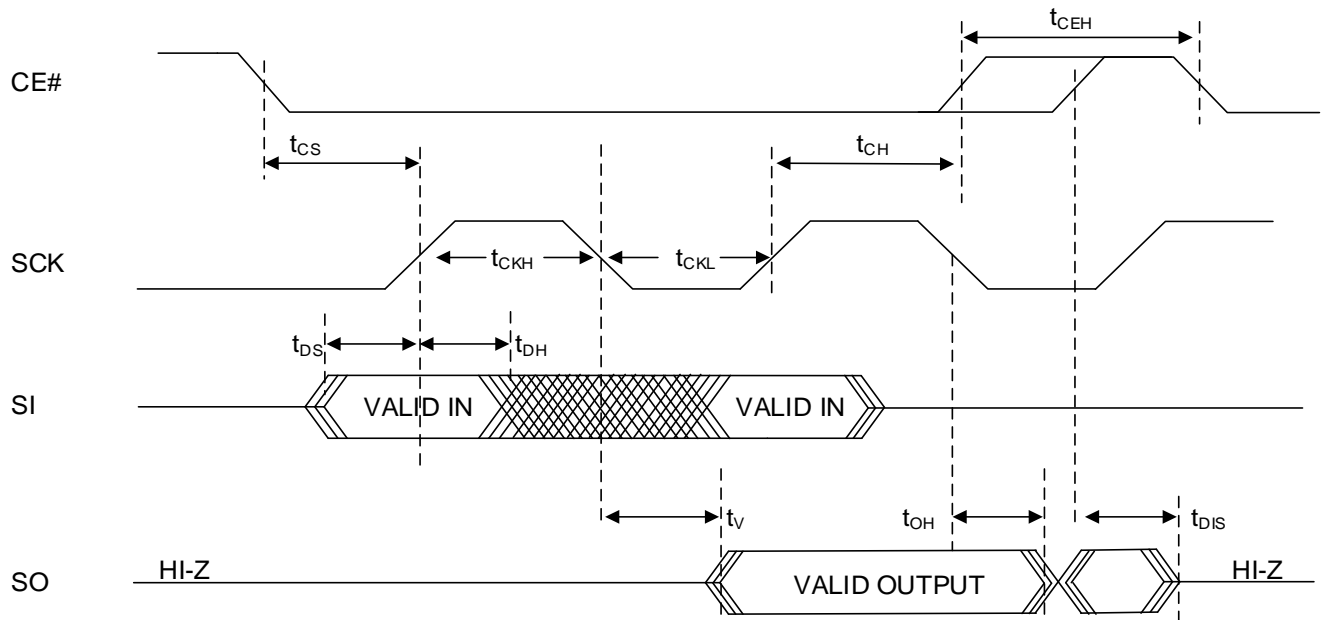 tCEH
CE#
tCS
tCH
SCK
tCKH
tCKL
tDS
tDH
SI
VALID IN
VALID IN
tV
tOH
tDIS
SO
HI-Z
VALID OUTPUT
HI-Z